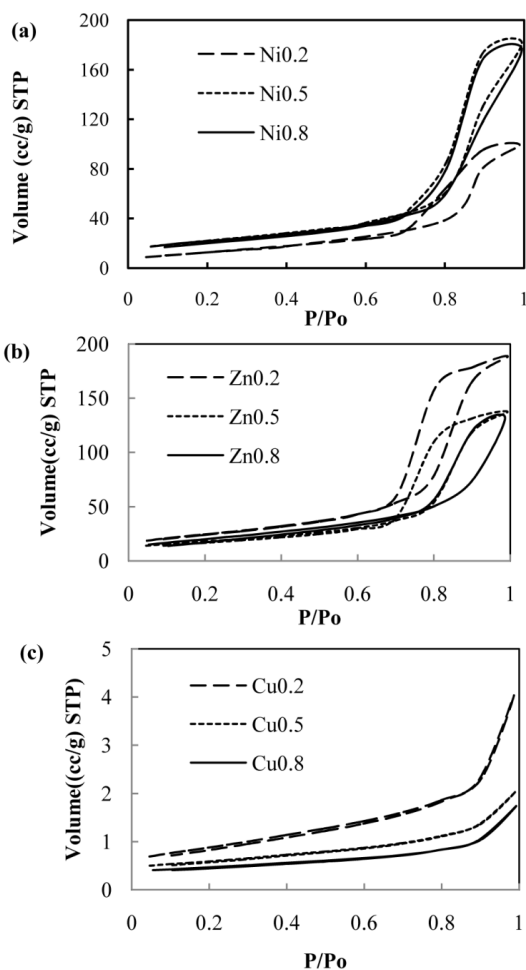 (a)
200
160
120
80
40
0
Volume (cc/g) STP
Ni0.2
Ni0.5
Ni0.8
0 0.2 0.4 0.6 0.8 1
P/Po
(b)
200
150
100
50
0
Volume(cc/g) STP
Zn0.2
Zn0.5
Zn0.8
0 0.2 0.4 0.6 0.8 1
P/Po
(c)
5
4
3
2
1
0
Volume((cc/g) STP)
Cu0.2
Cu0.5
Cu0.8
0 0.2 0.4 0.6 0.8 1
P/Po